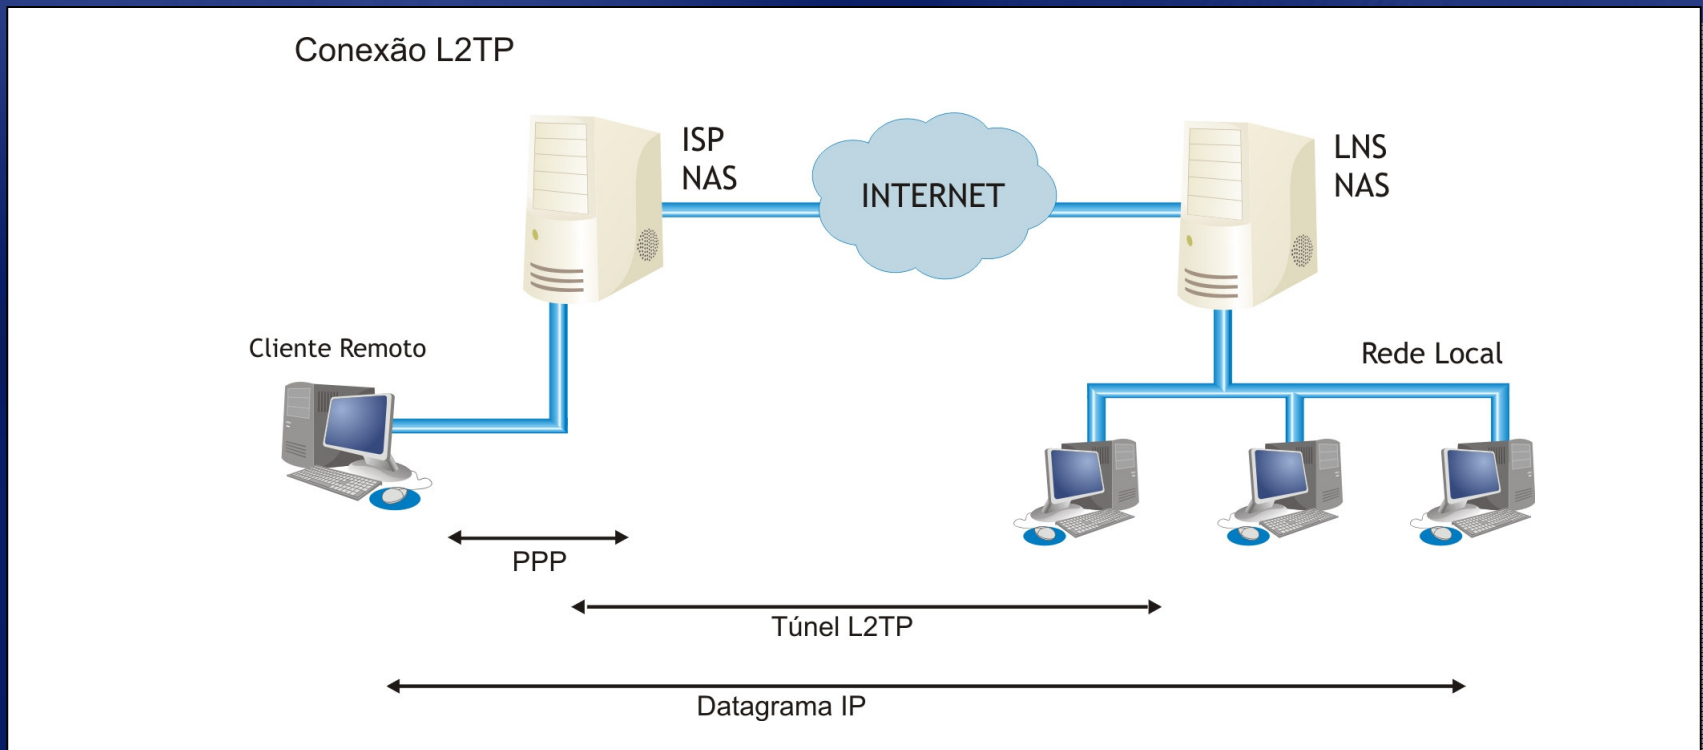 Conexão L2TP
ISP
NAS
INTERNET
LNS
NAS
Cliente Remoto
Rede Local
PPP
Túnel L2TP
Datagrama IP